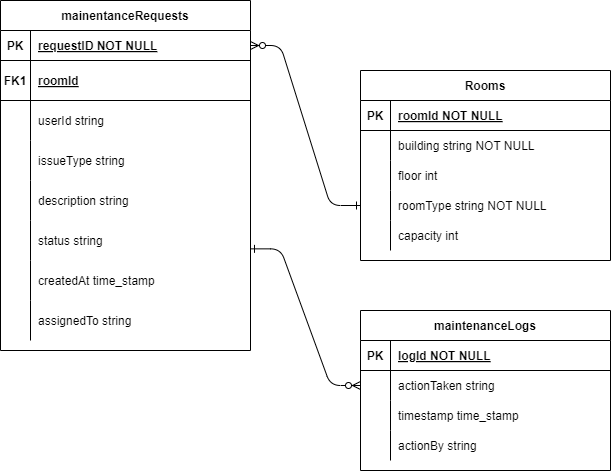 mainentanceRequests
PK requestID NOT NULL
FK1 roomId
userId string
issueType string
description string
status string
createdAt time_stamp
assignedTo string
Rooms
PK roomId NOT NULL
building string NOT NULL
floor int
roomType string NOT NULL
capacity int
maintenanceLogs
PK logId NOT NULL
actionTaken string
timestamp time_stamp
actionBy string